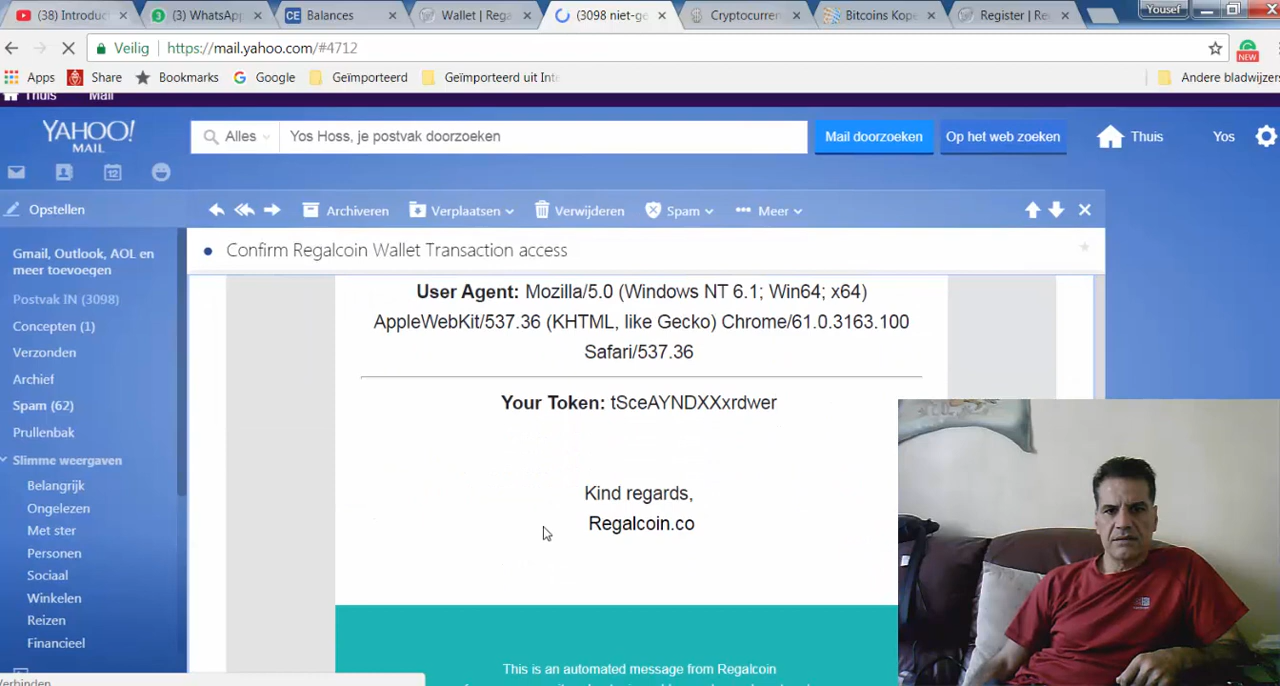 (38) Introduci
(3) WhatsApp
CE Balances
Wallet | Rega
(3098 niet-ge
Cryptocurren
Bitcoins Kope
Register | Re
Yousef
Veilig
https://mail.yahoo.com/#4712
NEW
Apps
Share
Bookmarks
Google
Geïmporteerd
Geïmporteerd uit Inte
Andere bladwijzers
Thuis
Mail
YAHOO!
MAIL
Alles
Yos Hoss, je postvak doorzoeken
Mail doorzoeken
Op het web zoeken
Thuis
Yos
12
Opstellen
Archiveren
Verplaatsen
Verwijderen
Spam
Meer
Gmail, Outlook, AOL en
meer toevoegen
Postvak IN (3098)
Concepten (1)
Verzonden
Archief
Spam (62)
Prullenbak
Slimme weergaven
Belangrijk
Ongelezen
Met ster
Personen
Sociaal
Winkelen
Reizen
Financieel
Confirm Regalcoin Wallet Transaction access
User Agent: Mozilla/5.0 (Windows NT 6.1; Win64; x64)
AppleWebKit/537.36 (KHTML, like Gecko) Chrome/61.0.3163.100
Safari/537.36
Your Token: tSceAYNDXXxrdwer
Kind regards,
Regalcoin.co
This is an automated message from Regalcoin